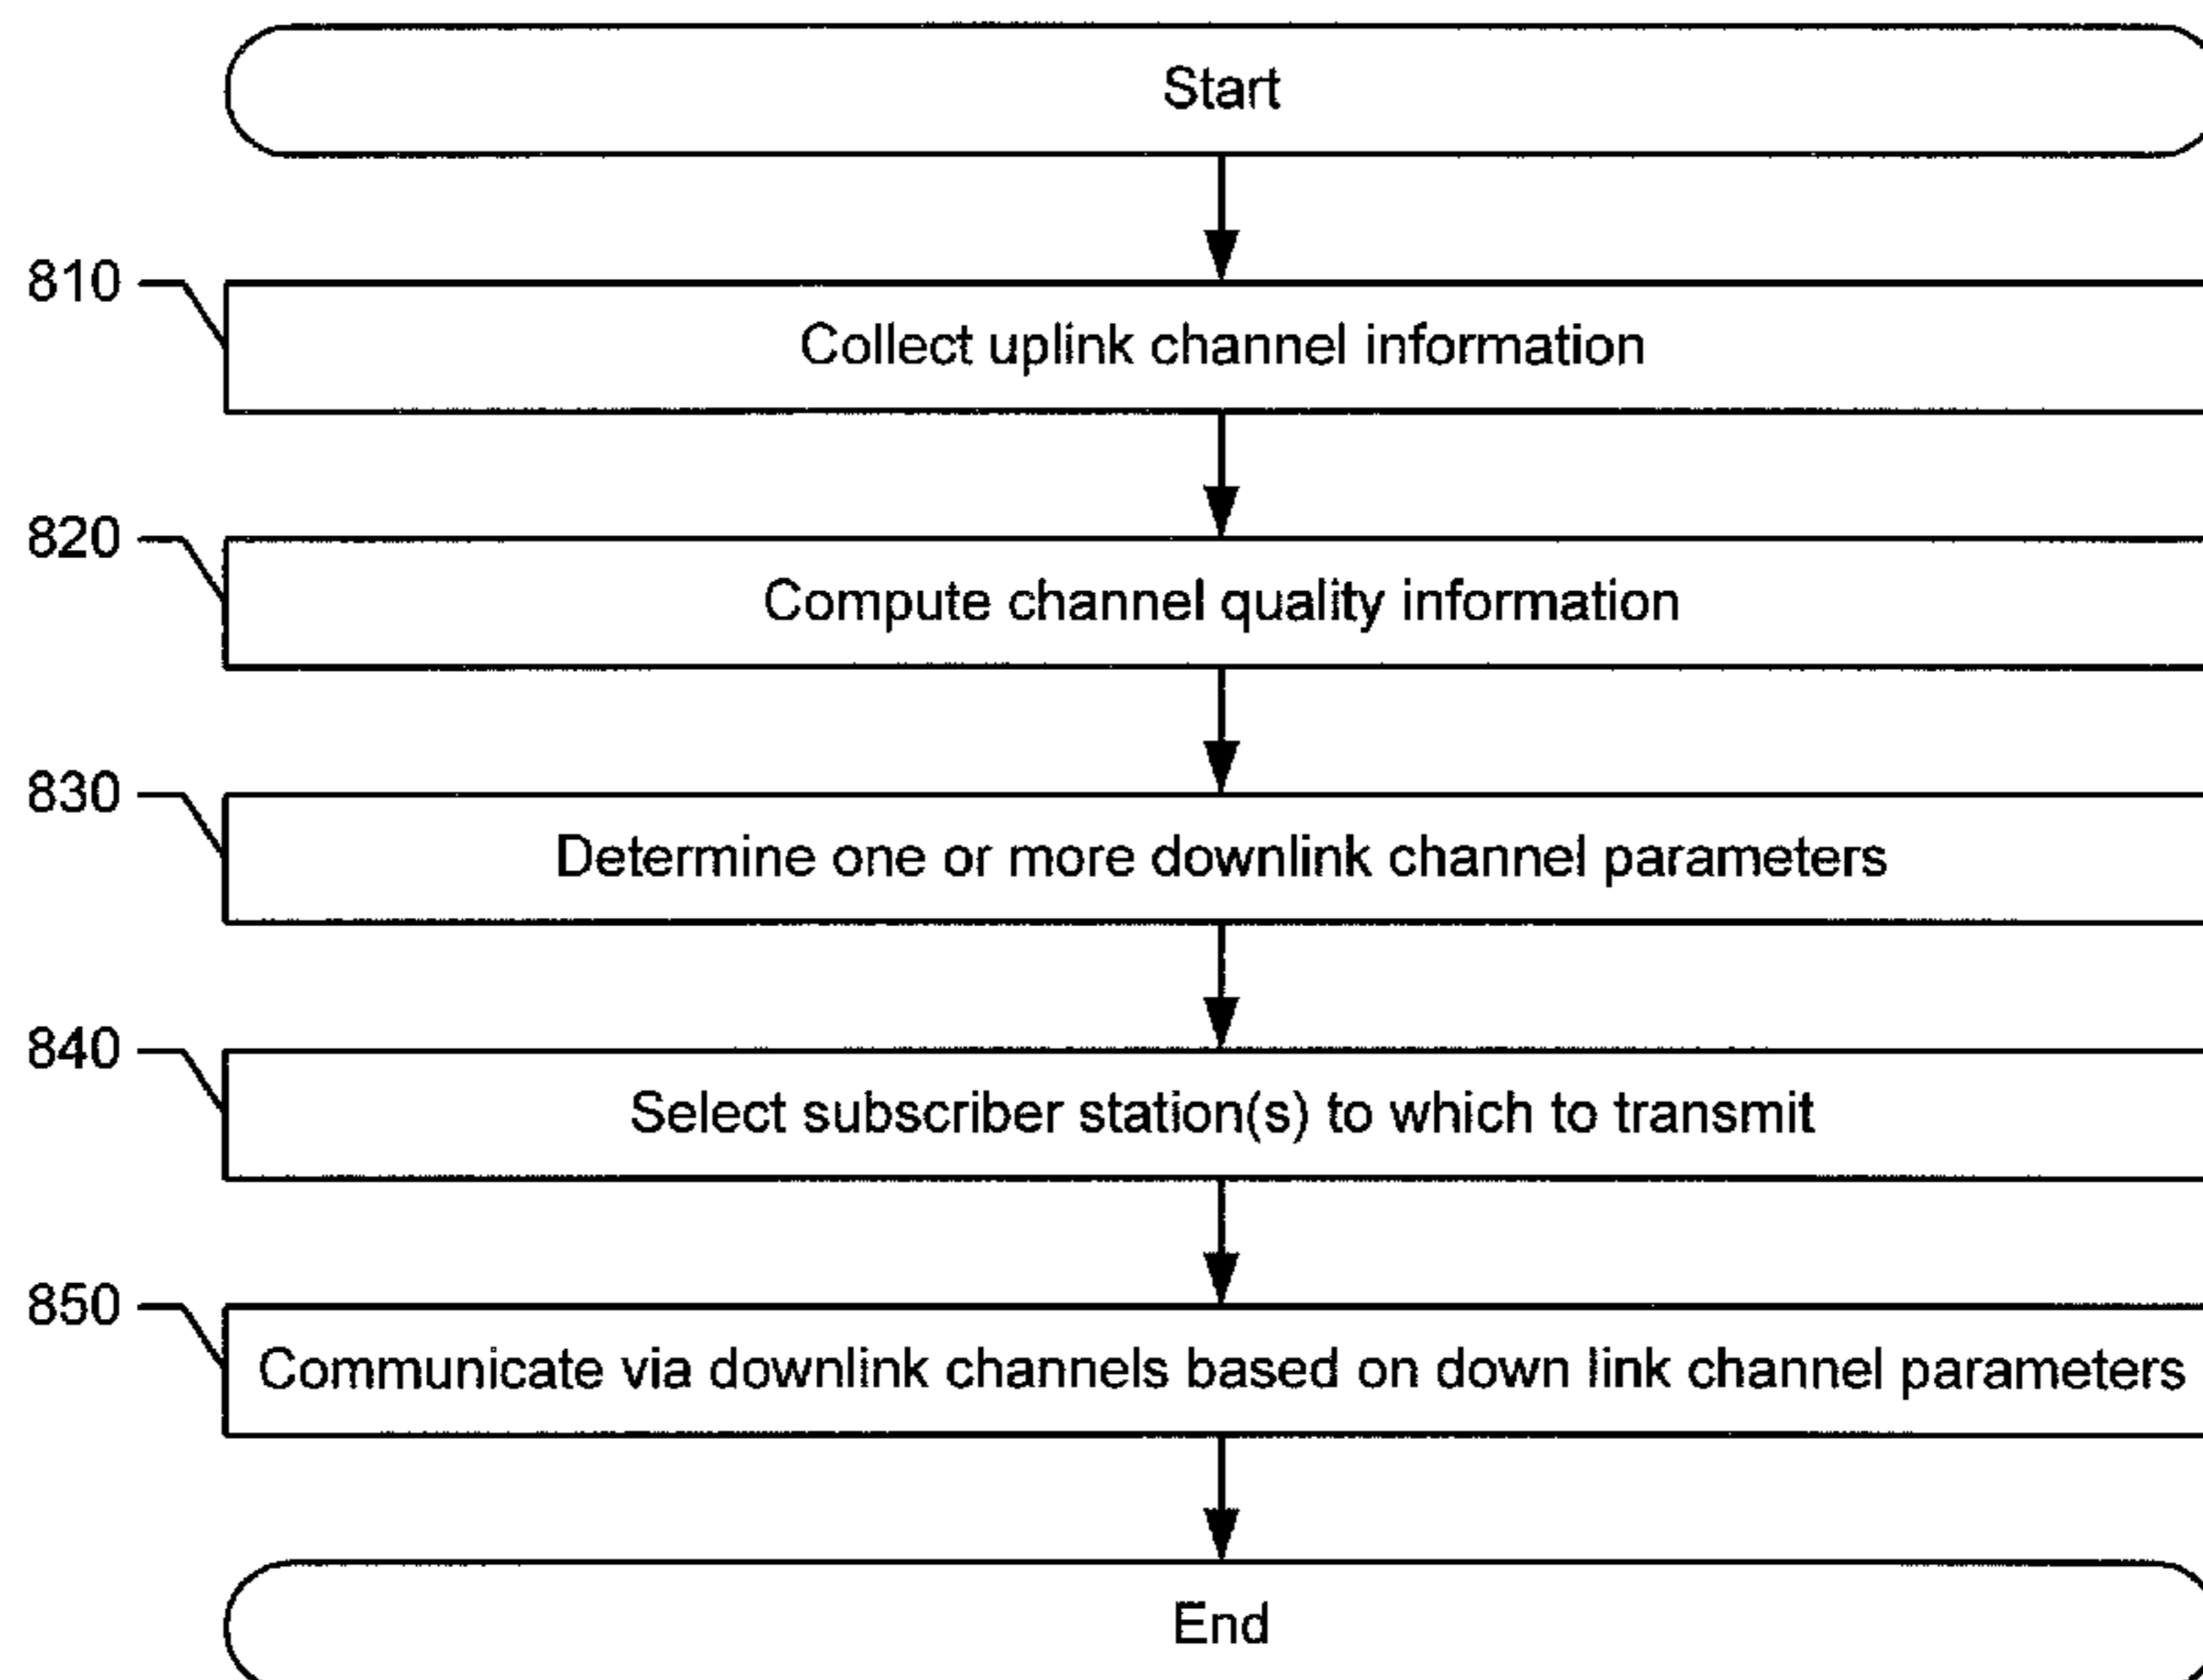 Start
810
Collect uplink channel information
820
Compute channel quality information
830
Determine one or more downlink channel parameters
840
Select subscriber station(s) to which to transmit
850
Communicate via downlink channels based on down link channel parameters
End